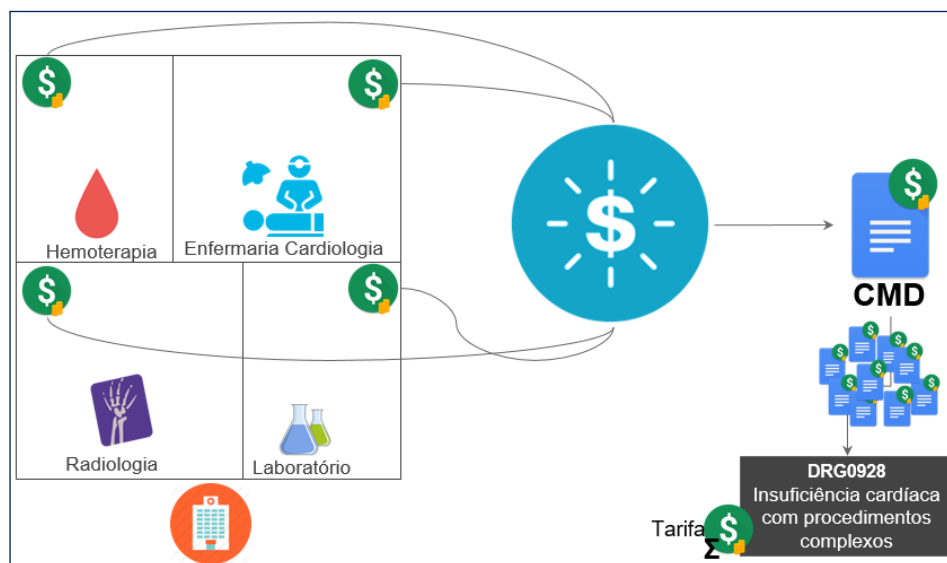 Hemoterapia
Enfermaria Cardiologia
Radiologia
Laboratório
$
CMD
DRG0928
Insuficiência cardíaca
com procedimentos
complexos
Tarifa
Σ